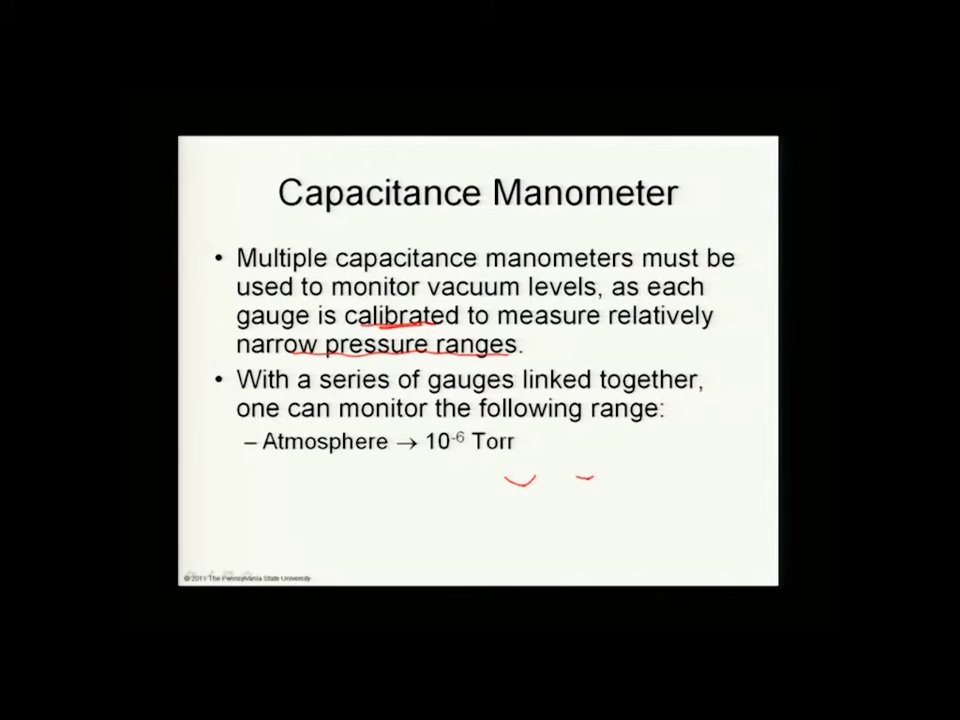 Capacitance Manometer
• Multiple capacitance manometers must be
used to monitor vacuum levels, as each
gauge is calibrated to measure relatively
narrow pressure ranges.
• With a series of gauges linked together,
one can monitor the following range:
– Atmosphere → 10⁻⁶ Torr
© 2011 The Pennsylvania State University